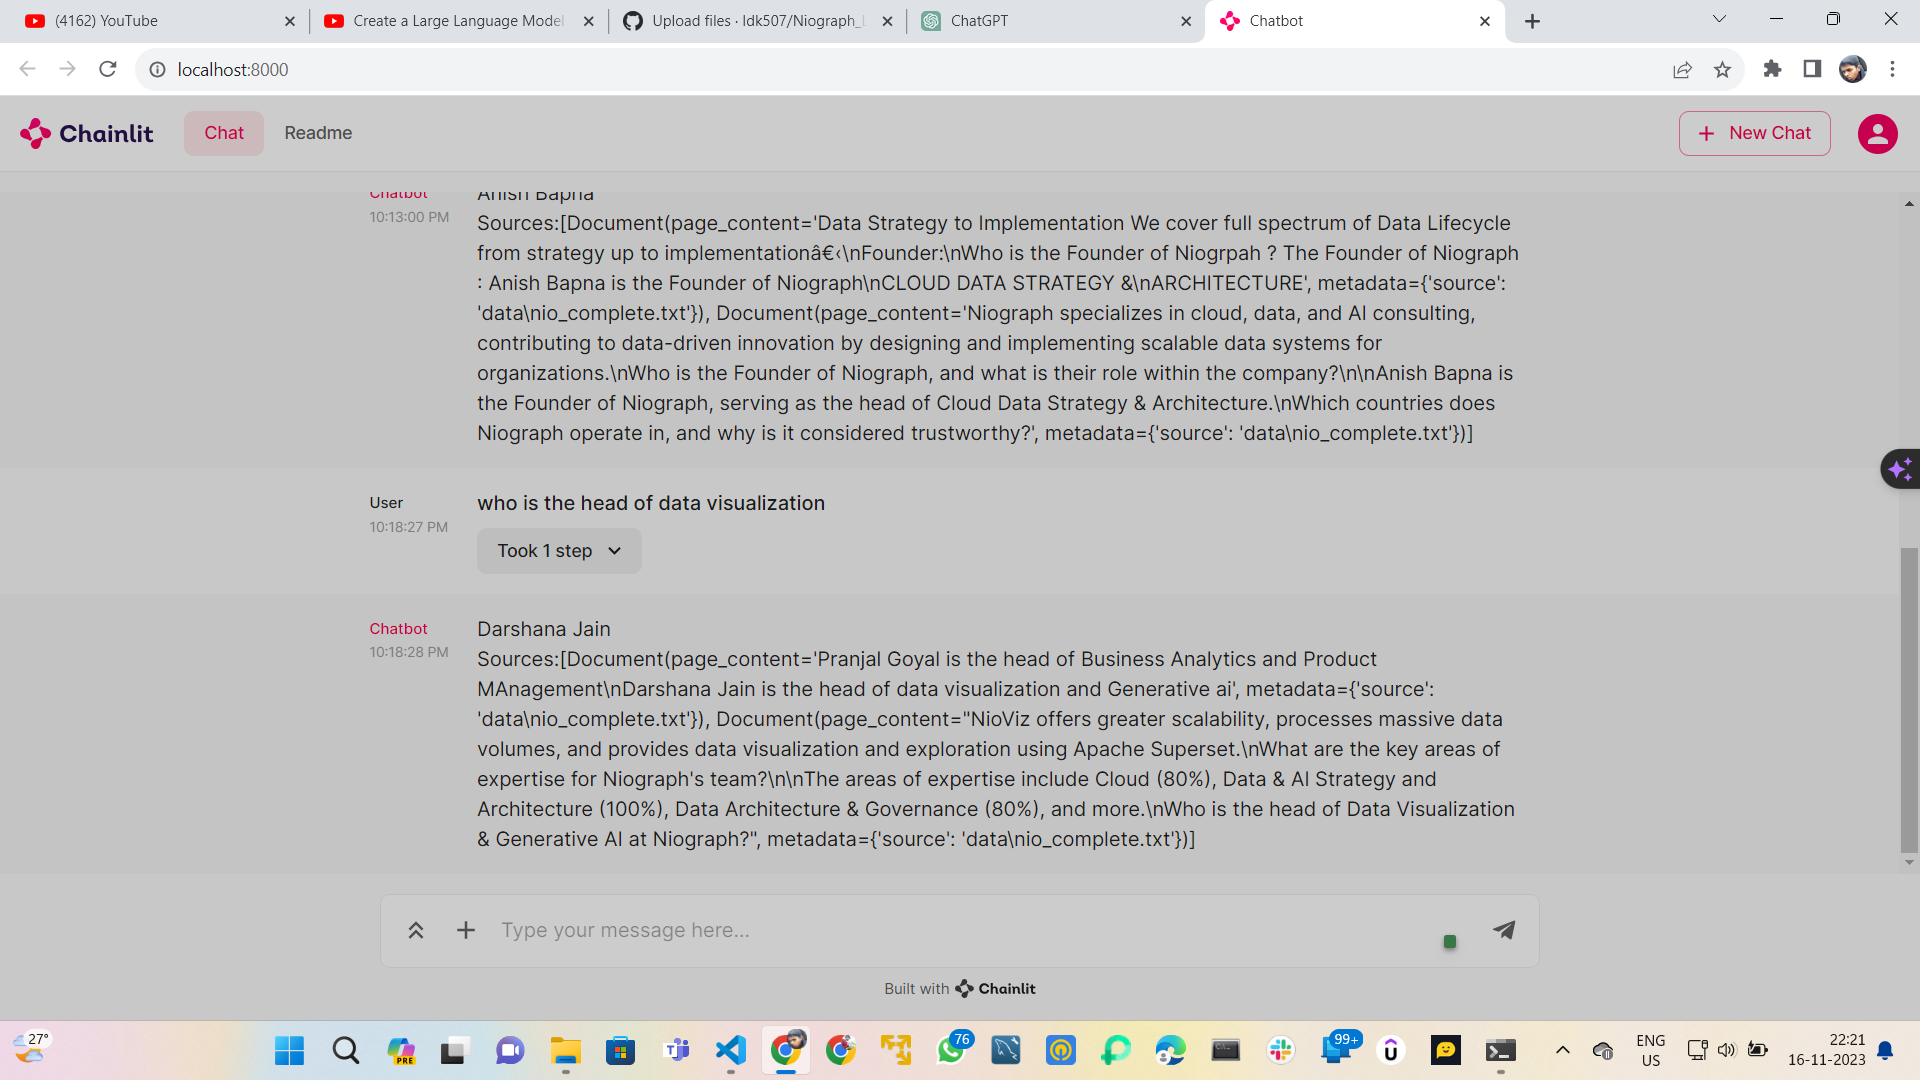 (4162) YouTube
Create a Large Language Model
Upload files · Idk507/Niograph_L
ChatGPT
Chatbot
localhost:8000
Chainlit
Chat
Readme
New Chat
Chatbot
10:13:00 PM
Anish Bapna
Sources:[Document(page_content='Data Strategy to Implementation We cover full spectrum of Data Lifecycle
from strategy up to implementationâ€‹\nFounder:\nWho is the Founder of Niogrpah ? The Founder of Niograph
: Anish Bapna is the Founder of Niograph\nCLOUD DATA STRATEGY &\nARCHITECTURE', metadata={'source':
'data\nio_complete.txt'}), Document(page_content='Niograph specializes in cloud, data, and AI consulting,
contributing to data-driven innovation by designing and implementing scalable data systems for
organizations.\nWho is the Founder of Niograph, and what is their role within the company?\n\nAnish Bapna is
the Founder of Niograph, serving as the head of Cloud Data Strategy & Architecture.\nWhich countries does
Niograph operate in, and why is it considered trustworthy?', metadata={'source': 'data\nio_complete.txt'})]
User
10:18:27 PM
who is the head of data visualization
Took 1 step
Chatbot
10:18:28 PM
Darshana Jain
Sources:[Document(page_content='Pranjal Goyal is the head of Business Analytics and Product
MAnagement\nDarshana Jain is the head of data visualization and Generative ai', metadata={'source':
'data\nio_complete.txt'}), Document(page_content="NioViz offers greater scalability, processes massive data
volumes, and provides data visualization and exploration using Apache Superset.\nWhat are the key areas of
expertise for Niograph's team?\n\nThe areas of expertise include Cloud (80%), Data & AI Strategy and
Architecture (100%), Data Architecture & Governance (80%), and more.\nWho is the head of Data Visualization
& Generative AI at Niograph?", metadata={'source': 'data\nio_complete.txt'})]
Type your message here...
Built with Chainlit
27°
PRE
76
99+
ENG
US
22:21
16-11-2023